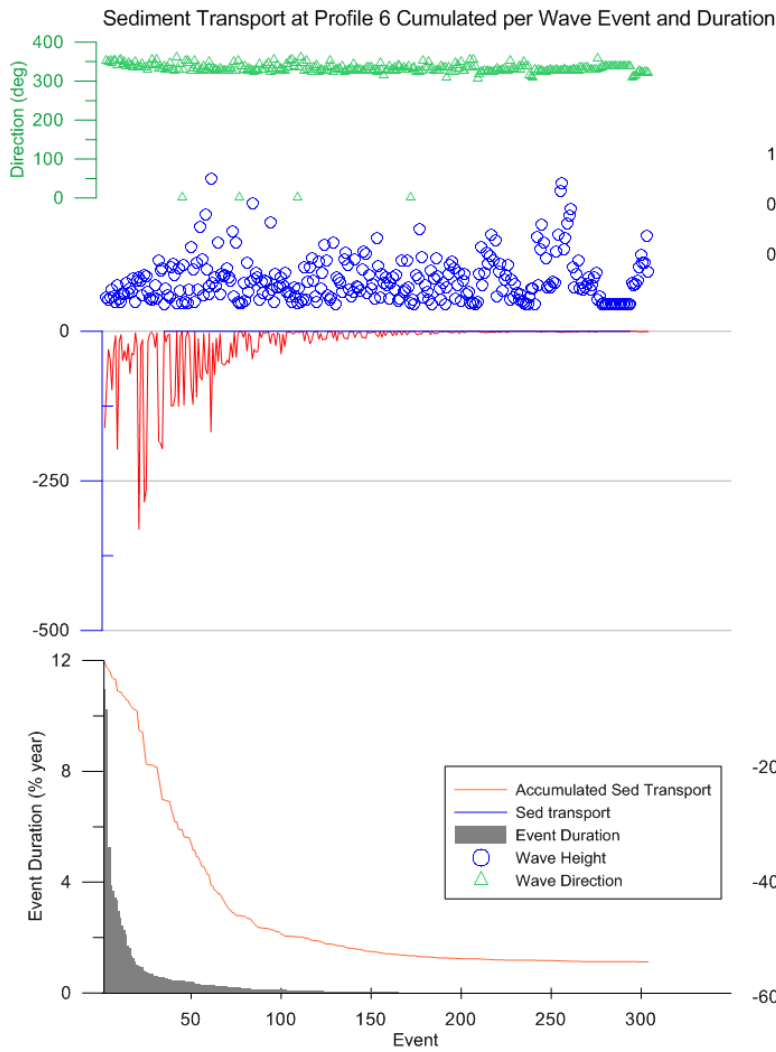 Sediment Transport at Profile 6 Cumulated per Wave Event and Duration
400
300
200
100
0
Direction (deg)
1
0
0
0
-250
-500
12
8
4
0
Event Duration (% year)
-20
-40
-60
Accumulated Sed Transport
Sed transport
Event Duration
Wave Height
Wave Direction
50
100
150
200
250
300
Event